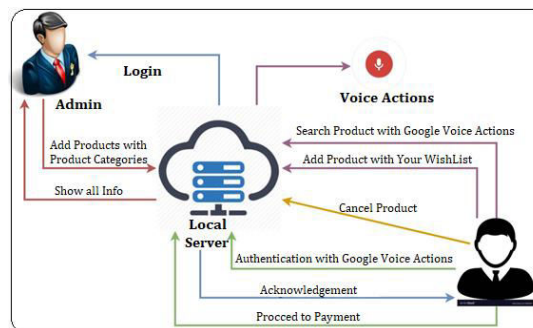 Login
Admin
Voice Actions
Search Product with Google Voice Actions
Add Products with
Product Categories
Add Product with Your WishList
Show all Info
Cancel Product
Local
Server
Authentication with Google Voice Actions
Acknowledgement
Procced to Payment